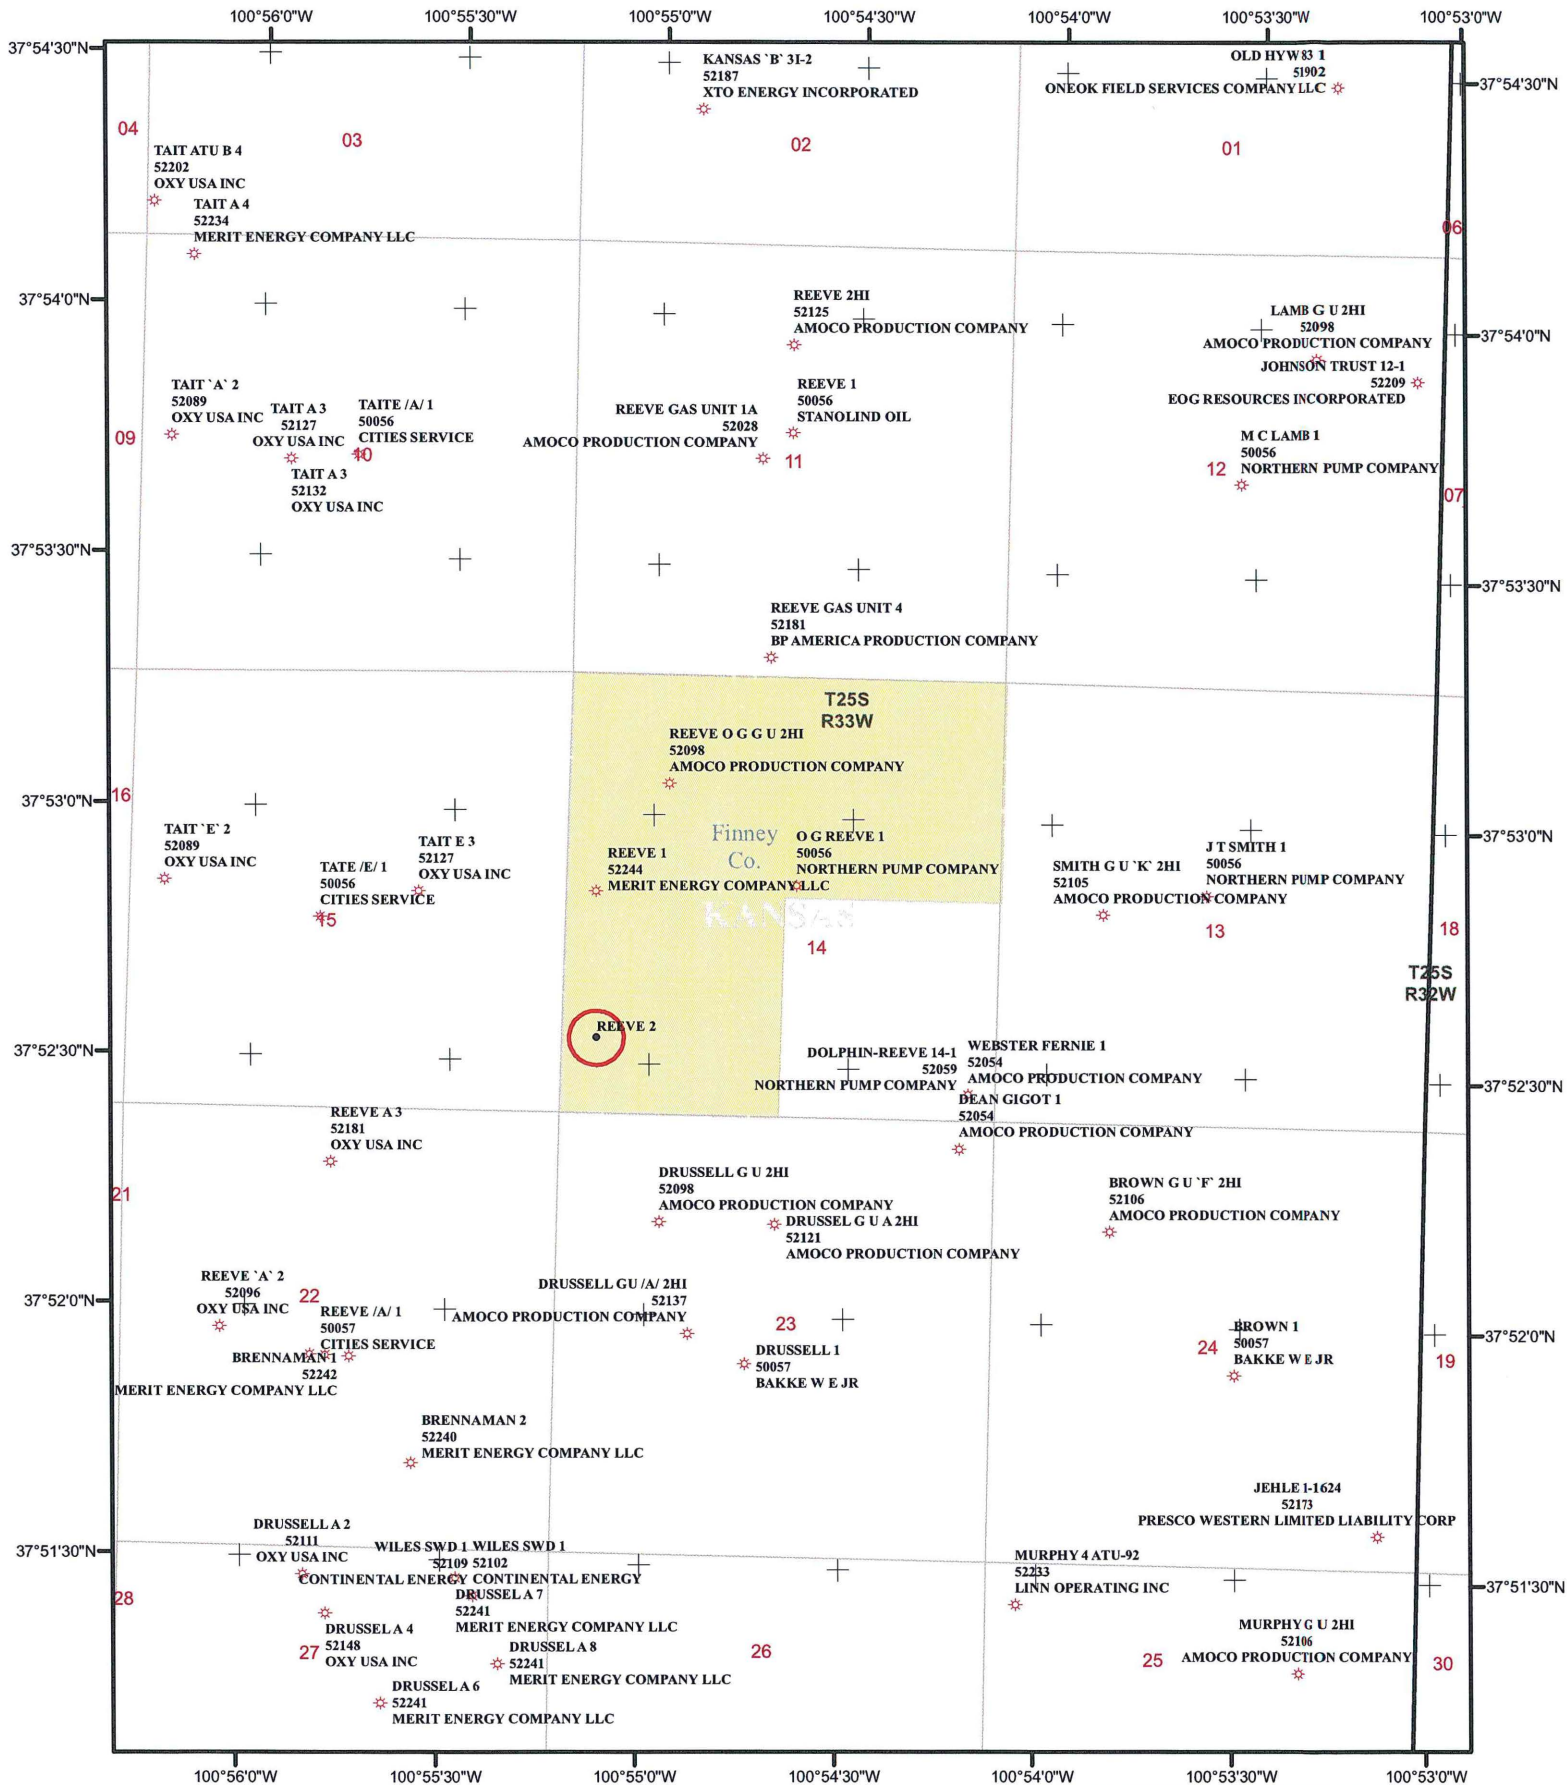 100°56'0"W
100°55'30"W
100°55'0"W
100°54'30"W
100°54'0"W
100°53'30"W
100°53'0"W
37°54'30"N
37°54'30"N
KANSAS `B` 3I-2
52187
XTO ENERGY INCORPORATED
OLD HYW83 1
51902
ONEOK FIELD SERVICES COMPANY LLC
04
03
02
01
TAIT ATU B 4
52202
OXY USA INC
TAIT A 4
52234
MERIT ENERGY COMPANY LLC
06
37°54'0"N
37°54'0"N
REEVE 2HI
52125
AMOCO PRODUCTION COMPANY
LAMB G U 2HI
52098
AMOCO PRODUCTION COMPANY
JOHNSON TRUST 12-1
52209
EOG RESOURCES INCORPORATED
TAIT `A` 2
52089
OXY USA INC
TAIT A 3
52127
OXY USA INC
TAITE /A/ 1
50056
CITIES SERVICE
TAIT A 3
52132
OXY USA INC
REEVE 1
50056
STANOLIND OIL
REEVE GAS UNIT 1A
52028
AMOCO PRODUCTION COMPANY
M C LAMB 1
50056
NORTHERN PUMP COMPANY
09
10
11
12
07
37°53'30"N
37°53'30"N
REEVE GAS UNIT 4
52181
BP AMERICA PRODUCTION COMPANY
T25S
R33W
REEVE O G G U 2HI
52098
AMOCO PRODUCTION COMPANY
16
37°53'0"N
37°53'0"N
TAIT `E` 2
52089
OXY USA INC
TATE /E/ 1
50056
CITIES SERVICE
TAIT E 3
52127
OXY USA INC
Finney
Co.
REEVE 1
52244
MERIT ENERGY COMPANY LLC
O G REEVE 1
50056
NORTHERN PUMP COMPANY
SMITH G U `K` 2HI
52105
AMOCO PRODUCTION COMPANY
J T SMITH 1
50056
NORTHERN PUMP COMPANY
KANSAS
15
14
13
18
T25S
R32W
REEVE 2
37°52'30"N
37°52'30"N
DOLPHIN-REEVE 14-1
52059
NORTHERN PUMP COMPANY
WEBSTER FERNIE 1
52054
AMOCO PRODUCTION COMPANY
DEAN GIGOT 1
52054
AMOCO PRODUCTION COMPANY
REEVE A 3
52181
OXY USA INC
21
DRUSSELL G U 2HI
52098
AMOCO PRODUCTION COMPANY
DRUSSEL G U A 2HI
52121
AMOCO PRODUCTION COMPANY
BROWN G U `F` 2HI
52106
AMOCO PRODUCTION COMPANY
37°52'0"N
37°52'0"N
REEVE `A` 2
52096
OXY USA INC
22
REEVE /A/ 1
50057
CITIES SERVICE
BRENNAMAN 1
52242
MERIT ENERGY COMPANY LLC
DRUSSELL GU /A/ 2HI
52137
AMOCO PRODUCTION COMPANY
23
DRUSSELL 1
50057
BAKKE W E JR
24
BROWN 1
50057
BAKKE W E JR
19
BRENNAMAN 2
52240
MERIT ENERGY COMPANY LLC
JEHLE 1-1624
52173
PRESCO WESTERN LIMITED LIABILITY CORP
37°51'30"N
37°51'30"N
DRUSSELL A 2
52111
OXY USA INC
WILES SWD 1
52109
CONTINENTAL ENERGY
WILES SWD 1
52102
CONTINENTAL ENERGY
DRUSSEL A 7
52241
MERIT ENERGY COMPANY LLC
MURPHY 4 ATU-92
52233
LINN OPERATING INC
28
27
DRUSSEL A 4
52148
OXY USA INC
DRUSSEL A 8
52241
MERIT ENERGY COMPANY LLC
26
25
MURPHY G U 2HI
52106
AMOCO PRODUCTION COMPANY
30
DRUSSEL A 6
52241
MERIT ENERGY COMPANY LLC
100°56'0"W
100°55'30"W
100°55'0"W
100°54'30"W
100°54'0"W
100°53'30"W
100°53'0"W